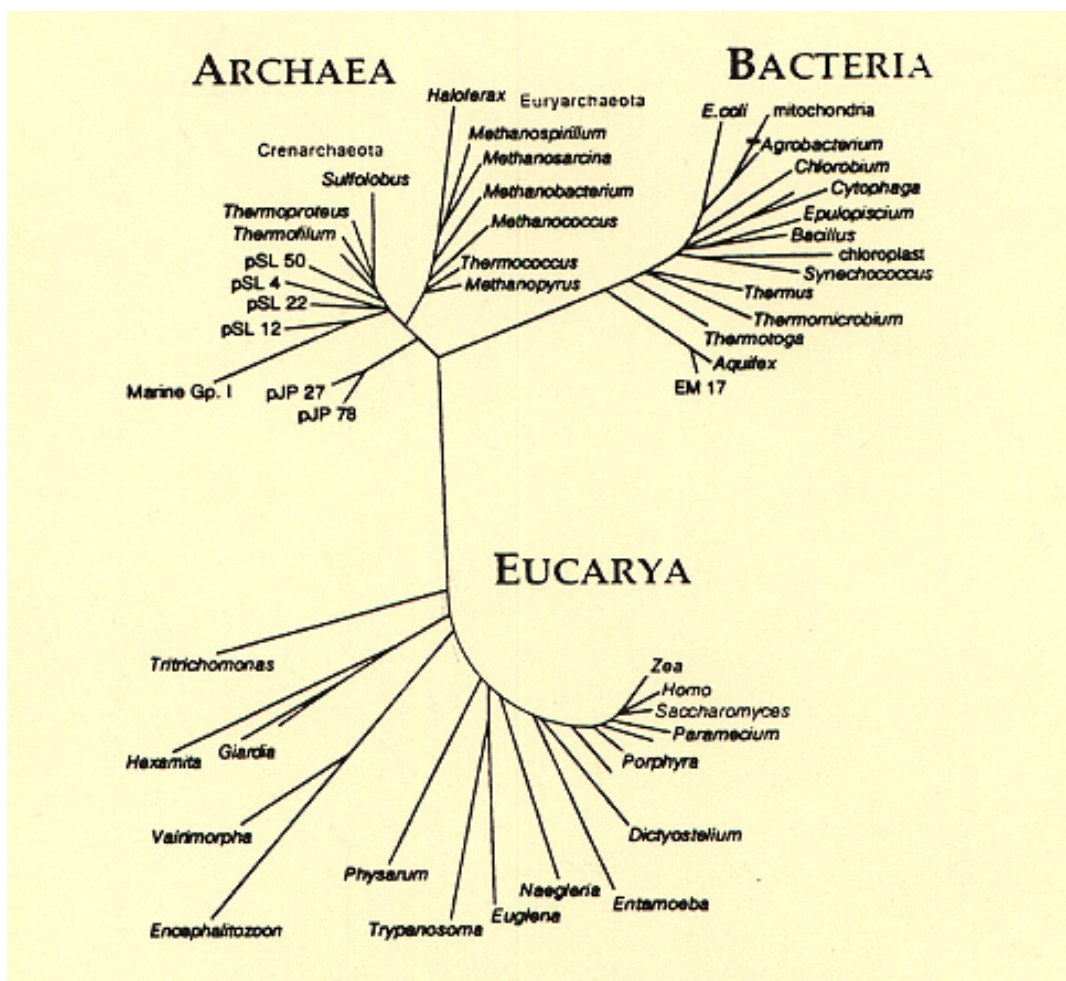 ARCHAEA
BACTERIA
Haloferax
Euryarchaeota
Methanospirillum
Methanosarcina
Methanobacterium
Methanococcus
Thermococcus
Methanopyrus
Crenarchaeota
Sulfolobus
Thermoproteus
Thermofilum
pSL 50
pSL 4
pSL 22
pSL 12
Marine Gp. I
pJP 27
pJP 78
E.coli
mitochondria
Agrobacterium
Chlorobium
Cytophaga
Epulopiscium
Bacillus
chloroplast
Synechococcus
Thermus
Thermomicrobium
Thermotoga
Aquifex
EM 17
EUCARYA
Tritrichomonas
Hexamita
Giardia
Vairimorpha
Encephalitozoon
Physarum
Trypanosoma
Euglena
Naegleria
Entamoeba
Dictyostelium
Porphyra
Paramecium
Saccharomyces
Homo
Zea